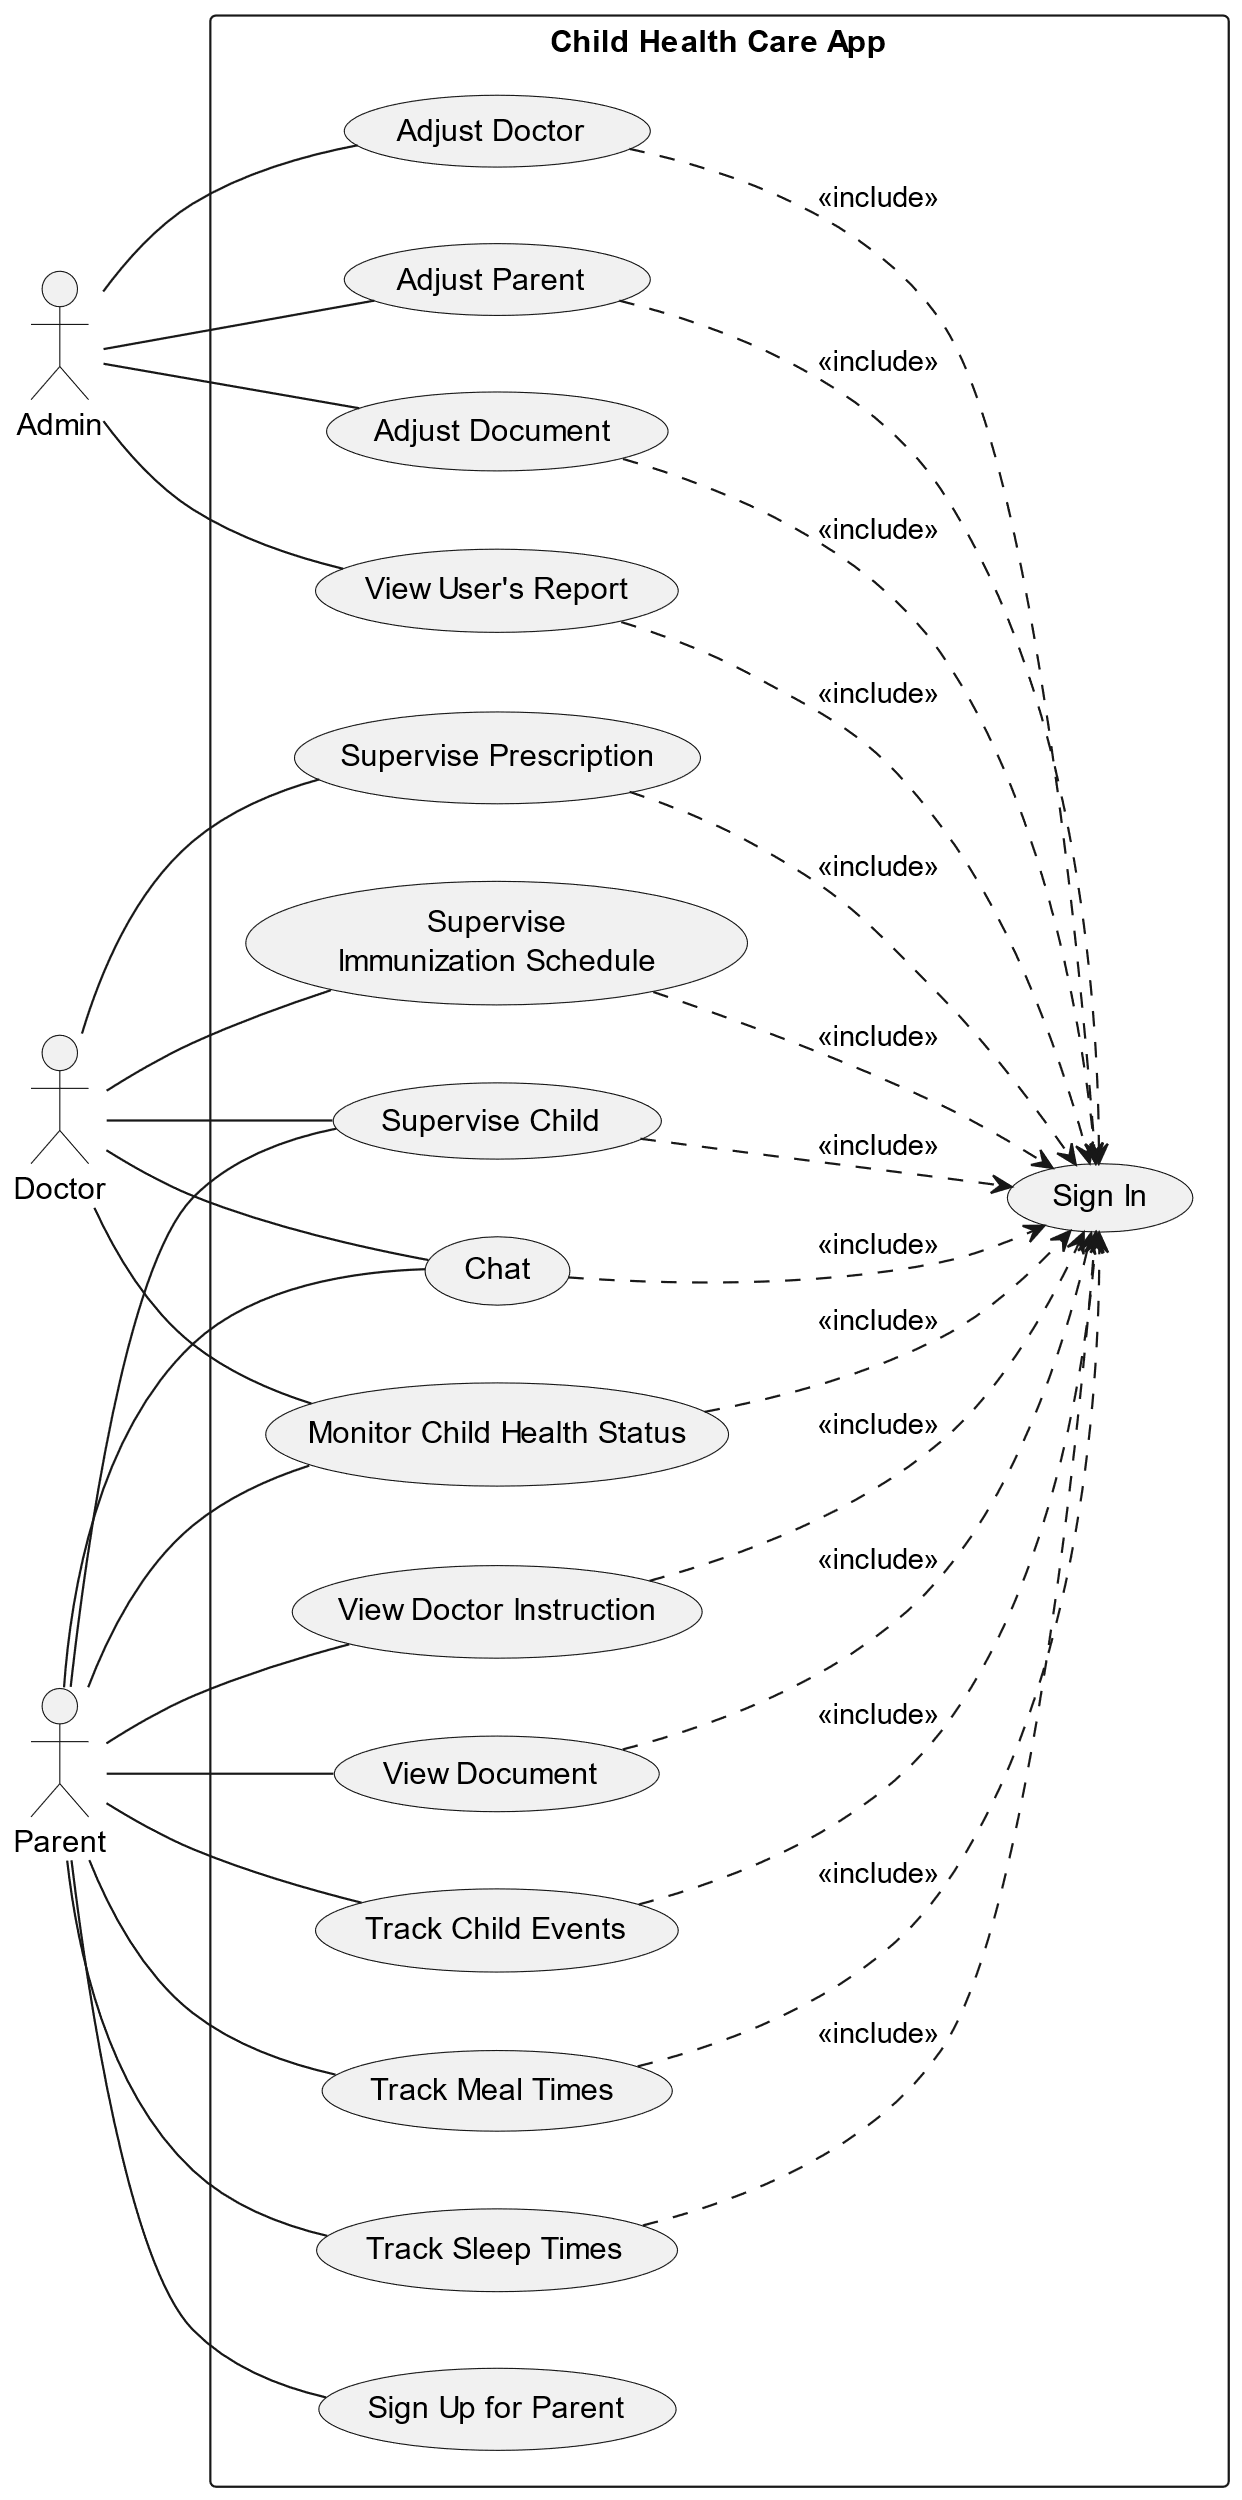 Child Health Care App
Adjust Doctor
«include»
Adjust Parent
«include»
Admin
Adjust Document
«include»
View User's Report
«include»
Supervise Prescription
«include»
Supervise
Immunization Schedule
«include»
Supervise Child
«include»
Doctor
Sign In
Chat
«include»
«include»
Monitor Child Health Status
«include»
View Doctor Instruction
«include»
View Document
«include»
Parent
Track Child Events
«include»
Track Meal Times
«include»
Track Sleep Times
Sign Up for Parent